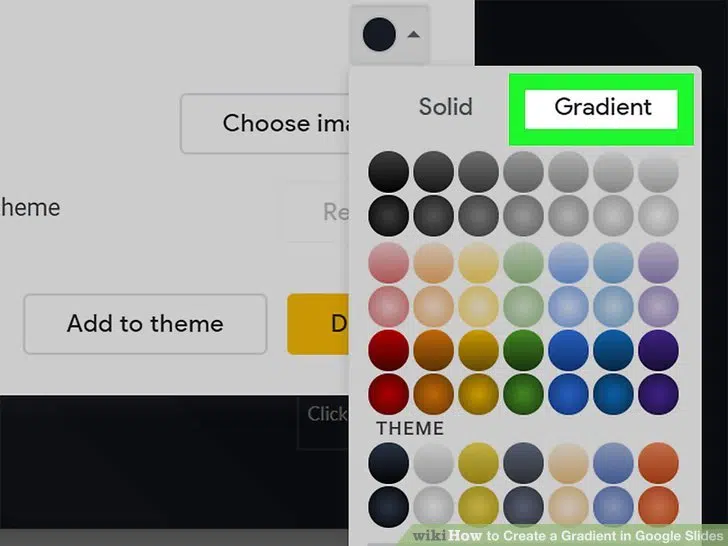 Solid
Gradient
Choose ima
heme
Re
Add to theme
D
Click
THEME
wikiHow to Create a Gradient in Google Slides